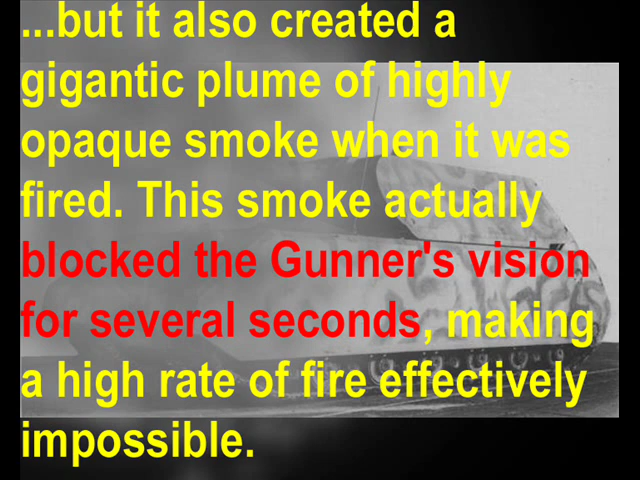 ...but it also created a
gigantic plume of highly
opaque smoke when it was
fired. This smoke actually
blocked the Gunner's vision
for several seconds, making
a high rate of fire effectively
impossible.